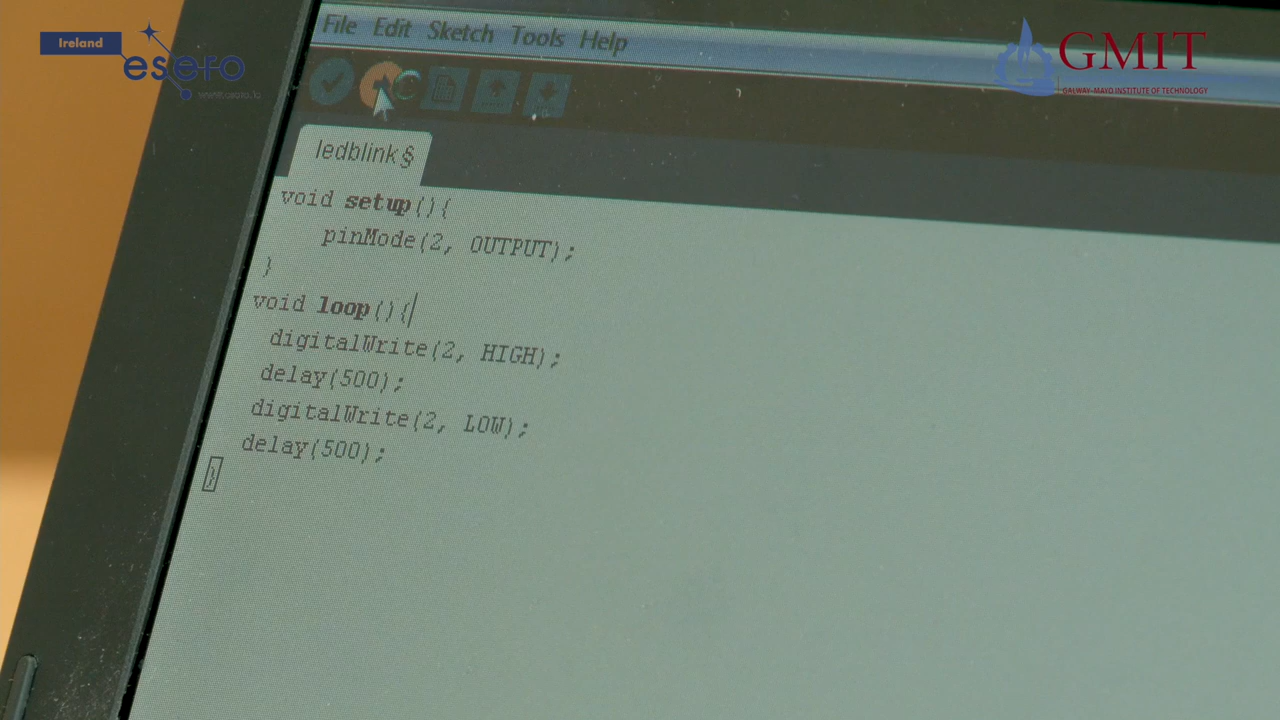 Ireland
esero
GMIT
GALWAY-MAYO INSTITUTE OF TECHNOLOGY
File Edit Sketch Tools Help
ledblink§
void setup(){
pinMode(2, OUTPUT);
}
void loop(){
digitalWrite(2, HIGH);
delay(500);
digitalWrite(2, LOW);
delay(500);
}